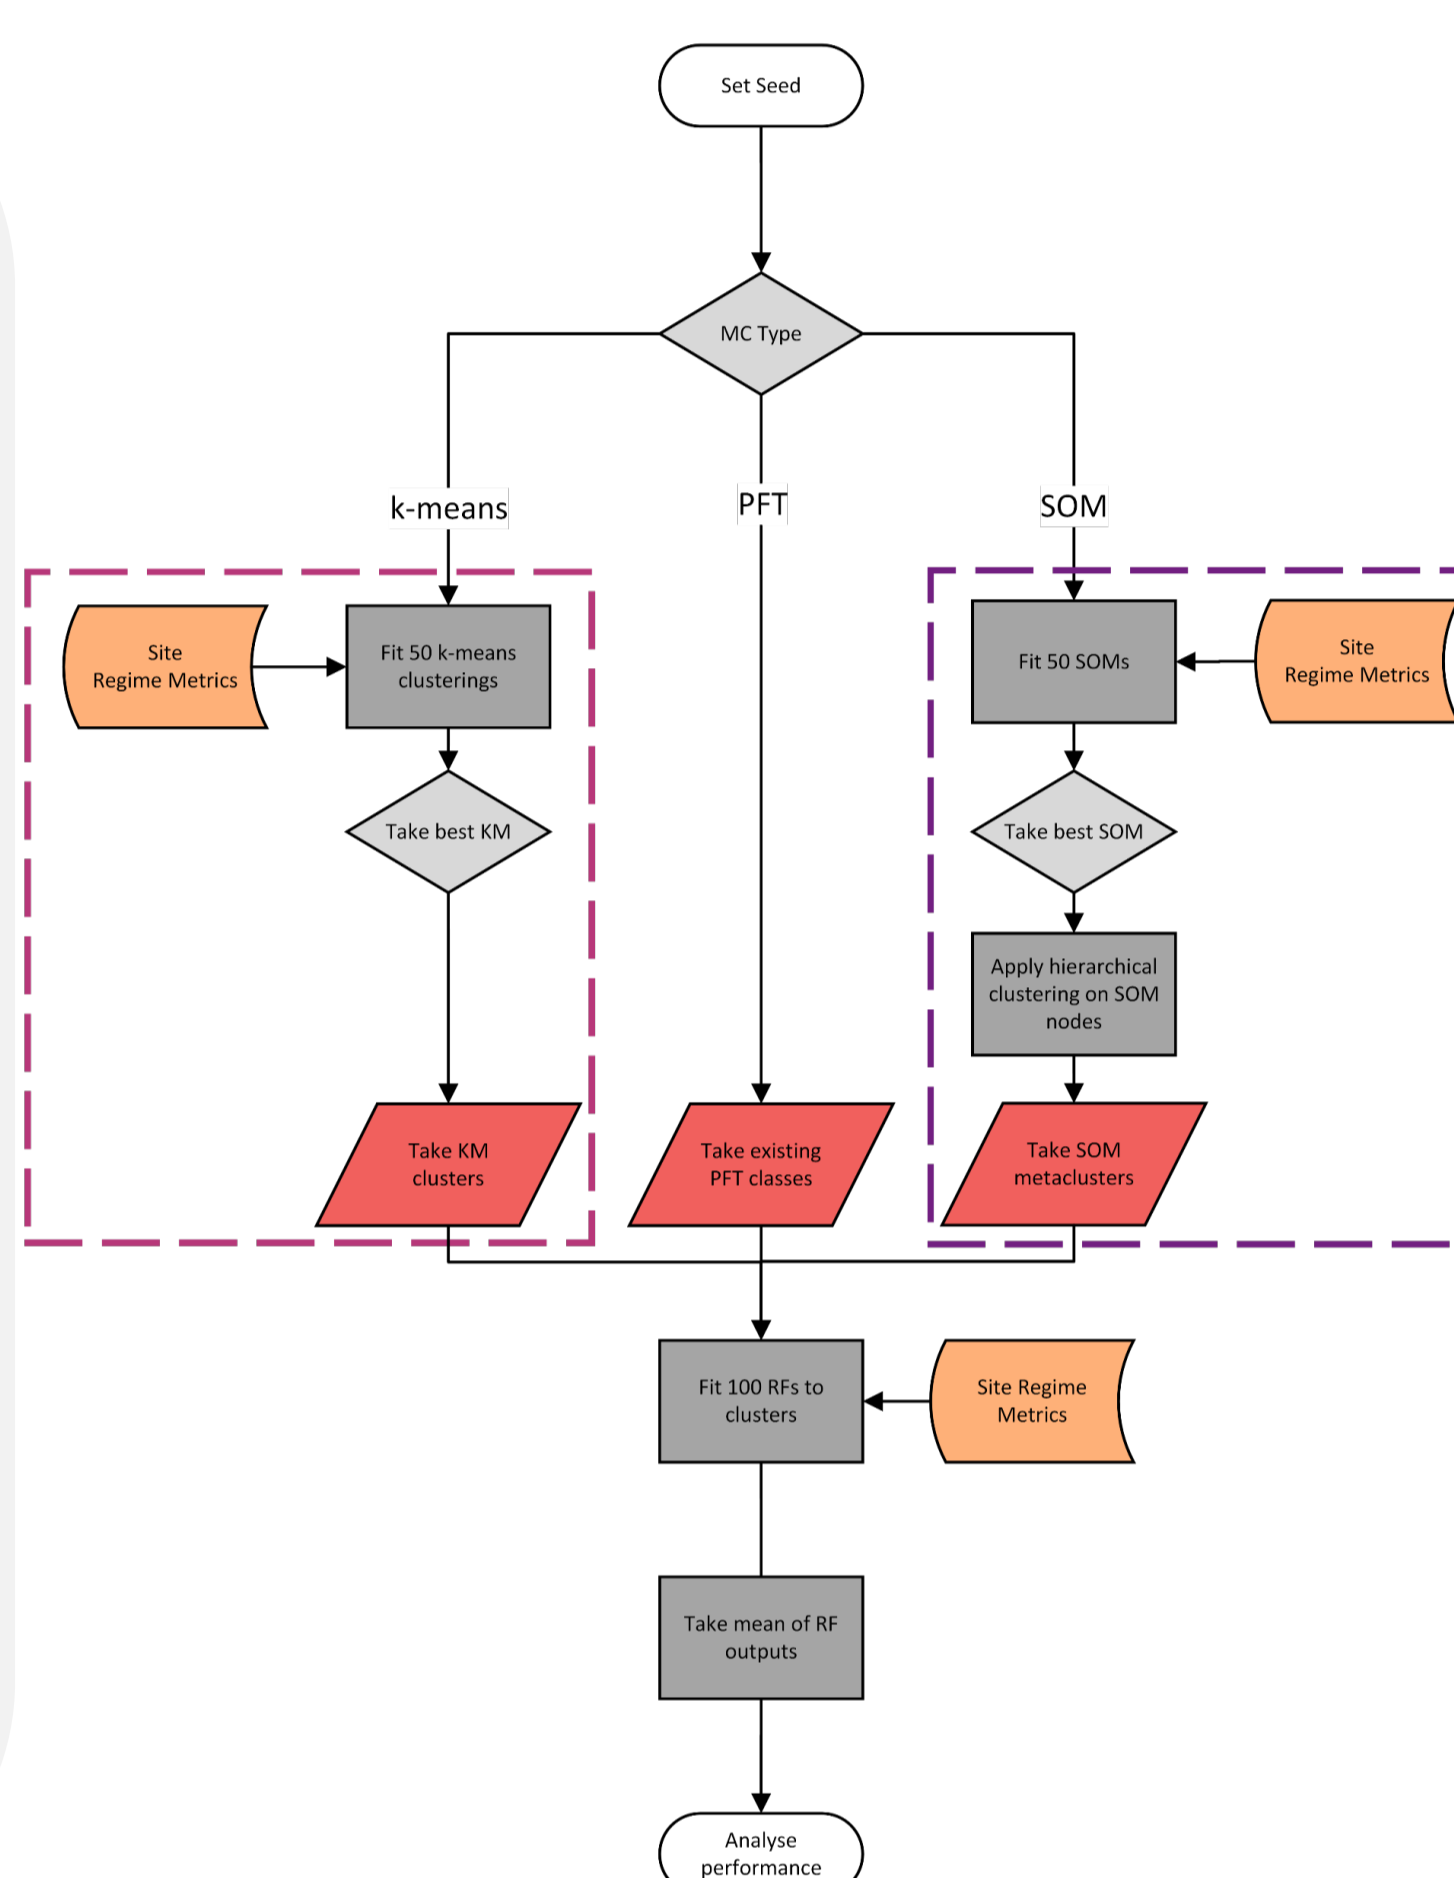 Set Seed
MC Type
k-means
PFT
SOM
Site
Regime Metrics
Fit 50 k-means
clusterings
Fit 50 SOMs
Site
Regime Metrics
Take best KM
Take best SOM
Apply hierarchical
clustering on SOM
nodes
Take KM
clusters
Take existing
PFT classes
Take SOM
metaclusters
Fit 100 RFs to
clusters
Site Regime
Metrics
Take mean of RF
outputs
Analyse
performance